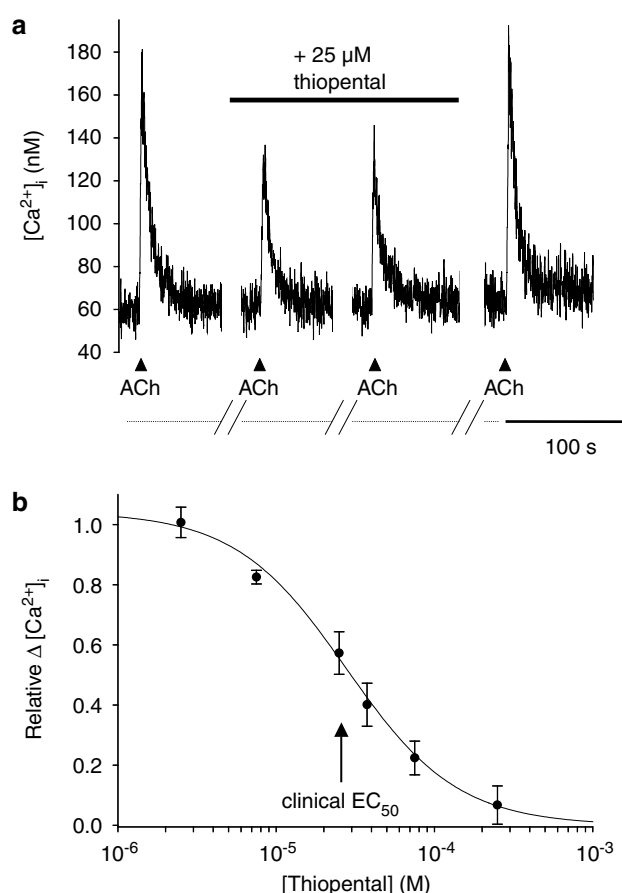 a
+ 25 µM
thiopental
[Ca²⁺]ᵢ (nM)
180
160
140
120
100
80
60
40
ACh
ACh
ACh
ACh
100 s
b
Relative Δ [Ca²⁺]ᵢ
1.0
0.8
0.6
0.4
0.2
0.0
clinical EC₅₀
10⁻⁶
10⁻⁵
10⁻⁴
10⁻³
[Thiopental] (M)